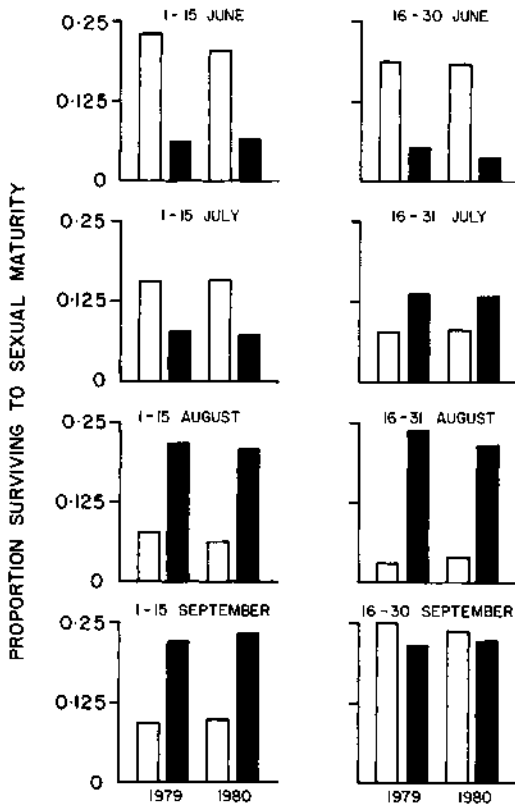 PROPORTION SURVIVING TO SEXUAL MATURITY
1-15 JUNE
16-30 JUNE
0·25
0·125
0
1-15 JULY
16-31 JULY
0·125
0
1-15 AUGUST
16-31 AUGUST
0·25
0·125
0
1-15 SEPTEMBER
16-30 SEPTEMBER
0·25
0·125
0
1979 1980
1979 1980